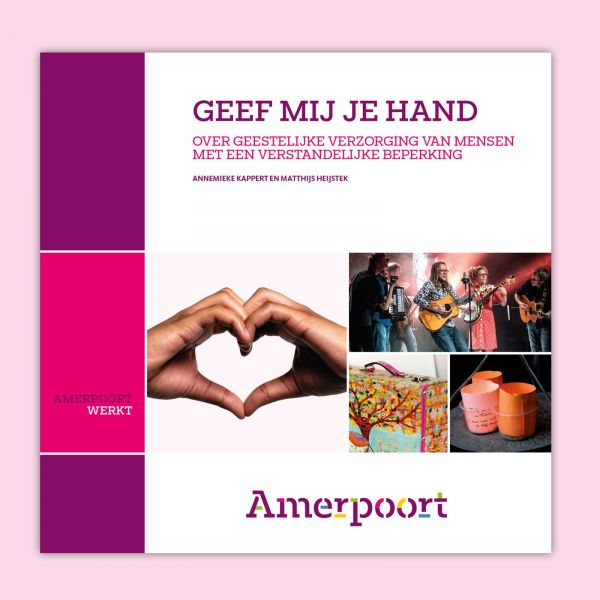 GEEF MIJ JE HAND
OVER GEESTELIJKE VERZORGING VAN MENSEN
MET EEN VERSTANDELIJKE BEPERKING
ANNEMIEKE KAPPERT EN MATTHIJS HEIJSTEK
AMERPOORT
WERKT
Amerpoort